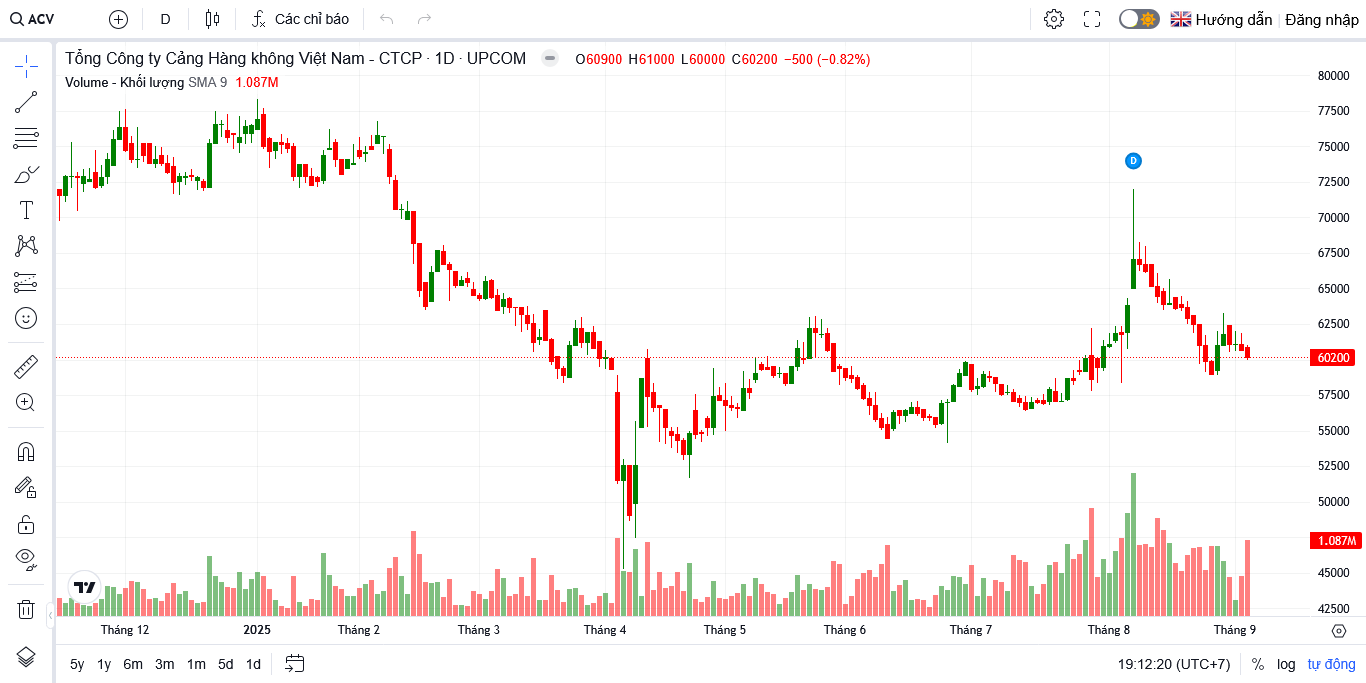 ACV D Các chỉ báo Hướng dẫn Đăng nhập
Tổng Công ty Cảng Hàng không Việt Nam - CTCP · 1D · UPCOM O60900 H61000 L60000 C60200 −500 (−0.82%)
Volume - Khối lượng SMA 9 1.087M
80000
77500
75000
D
72500
70000
67500
65000
62500
60200
57500
55000
52500
50000
1.087M
45000
42500
Tháng 12 2025 Tháng 2 Tháng 3 Tháng 4 Tháng 5 Tháng 6 Tháng 7 Tháng 8 Tháng 9
5y 1y 6m 3m 1m 5d 1d 19:12:20 (UTC+7) % log tự động